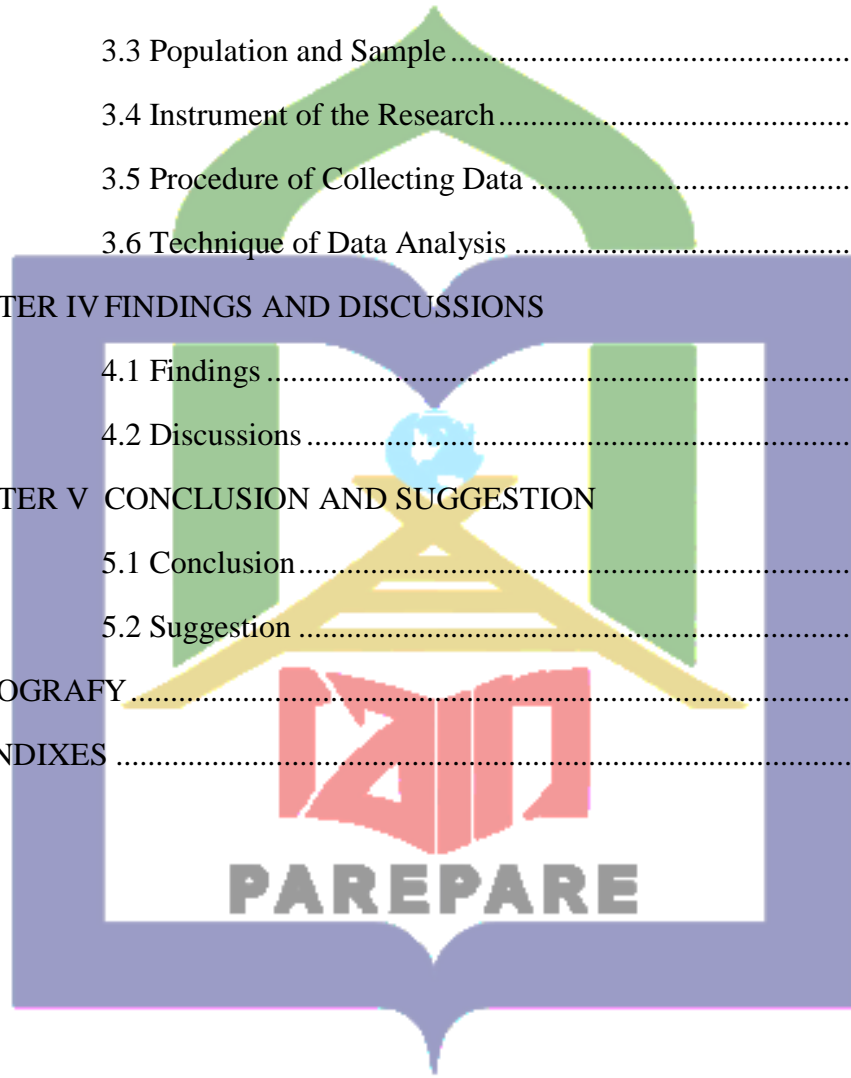 3.3 Population and Sample
3.4 Instrument of the Research
3.5 Procedure of Collecting Data
3.6 Technique of Data Analysis
TER IV FINDINGS AND DISCUSSIONS
4.1 Findings
4.2 Discussions
TER V CONCLUSION AND SUGGESTION
5.1 Conclusion
5.2 Suggestion
OGRAFY
NDIXES
PAREPARE